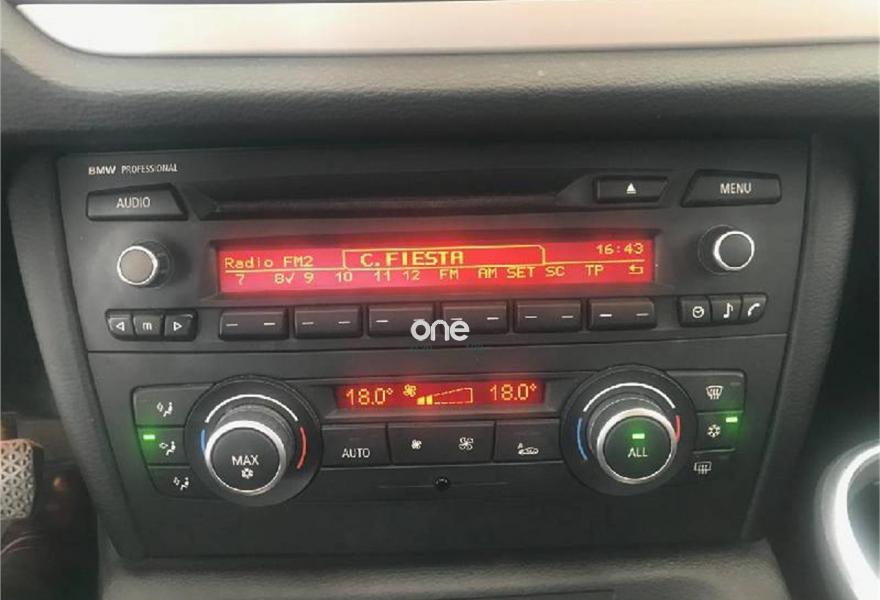 BMW PROFESSIONAL
AUDIO
MENU
Radio FM2 C.FIESTA 16:43
7 8✓ 9 10 11 12 FM AM SET SC TP
m
one
18.0° 18.0°
MAX
AUTO
A
ALL